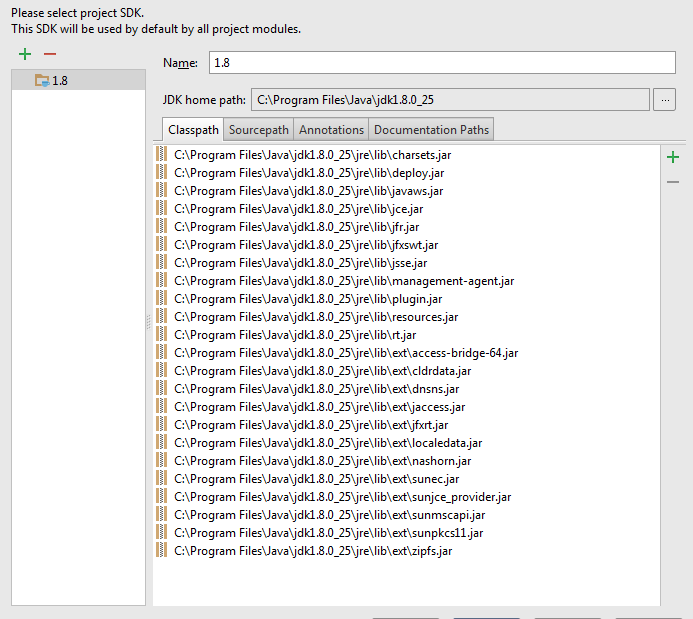 Please select project SDK.
This SDK will be used by default by all project modules.
1.8
Name: 1.8
JDK home path: C:\Program Files\Java\jdk1.8.0_25 ...
Classpath Sourcepath Annotations Documentation Paths
C:\Program Files\Java\jdk1.8.0_25\jre\lib\charsets.jar
C:\Program Files\Java\jdk1.8.0_25\jre\lib\deploy.jar
C:\Program Files\Java\jdk1.8.0_25\jre\lib\javaws.jar
C:\Program Files\Java\jdk1.8.0_25\jre\lib\jce.jar
C:\Program Files\Java\jdk1.8.0_25\jre\lib\jfr.jar
C:\Program Files\Java\jdk1.8.0_25\jre\lib\jfxswt.jar
C:\Program Files\Java\jdk1.8.0_25\jre\lib\jsse.jar
C:\Program Files\Java\jdk1.8.0_25\jre\lib\management-agent.jar
C:\Program Files\Java\jdk1.8.0_25\jre\lib\plugin.jar
C:\Program Files\Java\jdk1.8.0_25\jre\lib\resources.jar
C:\Program Files\Java\jdk1.8.0_25\jre\lib\rt.jar
C:\Program Files\Java\jdk1.8.0_25\jre\lib\ext\access-bridge-64.jar
C:\Program Files\Java\jdk1.8.0_25\jre\lib\ext\cldrdata.jar
C:\Program Files\Java\jdk1.8.0_25\jre\lib\ext\dnsns.jar
C:\Program Files\Java\jdk1.8.0_25\jre\lib\ext\jaccess.jar
C:\Program Files\Java\jdk1.8.0_25\jre\lib\ext\jfxrt.jar
C:\Program Files\Java\jdk1.8.0_25\jre\lib\ext\localedata.jar
C:\Program Files\Java\jdk1.8.0_25\jre\lib\ext\nashorn.jar
C:\Program Files\Java\jdk1.8.0_25\jre\lib\ext\sunec.jar
C:\Program Files\Java\jdk1.8.0_25\jre\lib\ext\sunjce_provider.jar
C:\Program Files\Java\jdk1.8.0_25\jre\lib\ext\sunmscapi.jar
C:\Program Files\Java\jdk1.8.0_25\jre\lib\ext\sunpkcs11.jar
C:\Program Files\Java\jdk1.8.0_25\jre\lib\ext\zipfs.jar